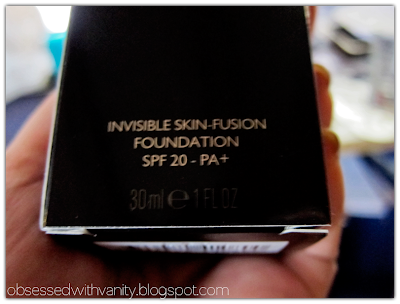 INVISIBLE SKIN-FUSION
FOUNDATION
SPF 20 - PA+
30ml ℮ 1 FL OZ
obsessedwithvanity.blogspot.com